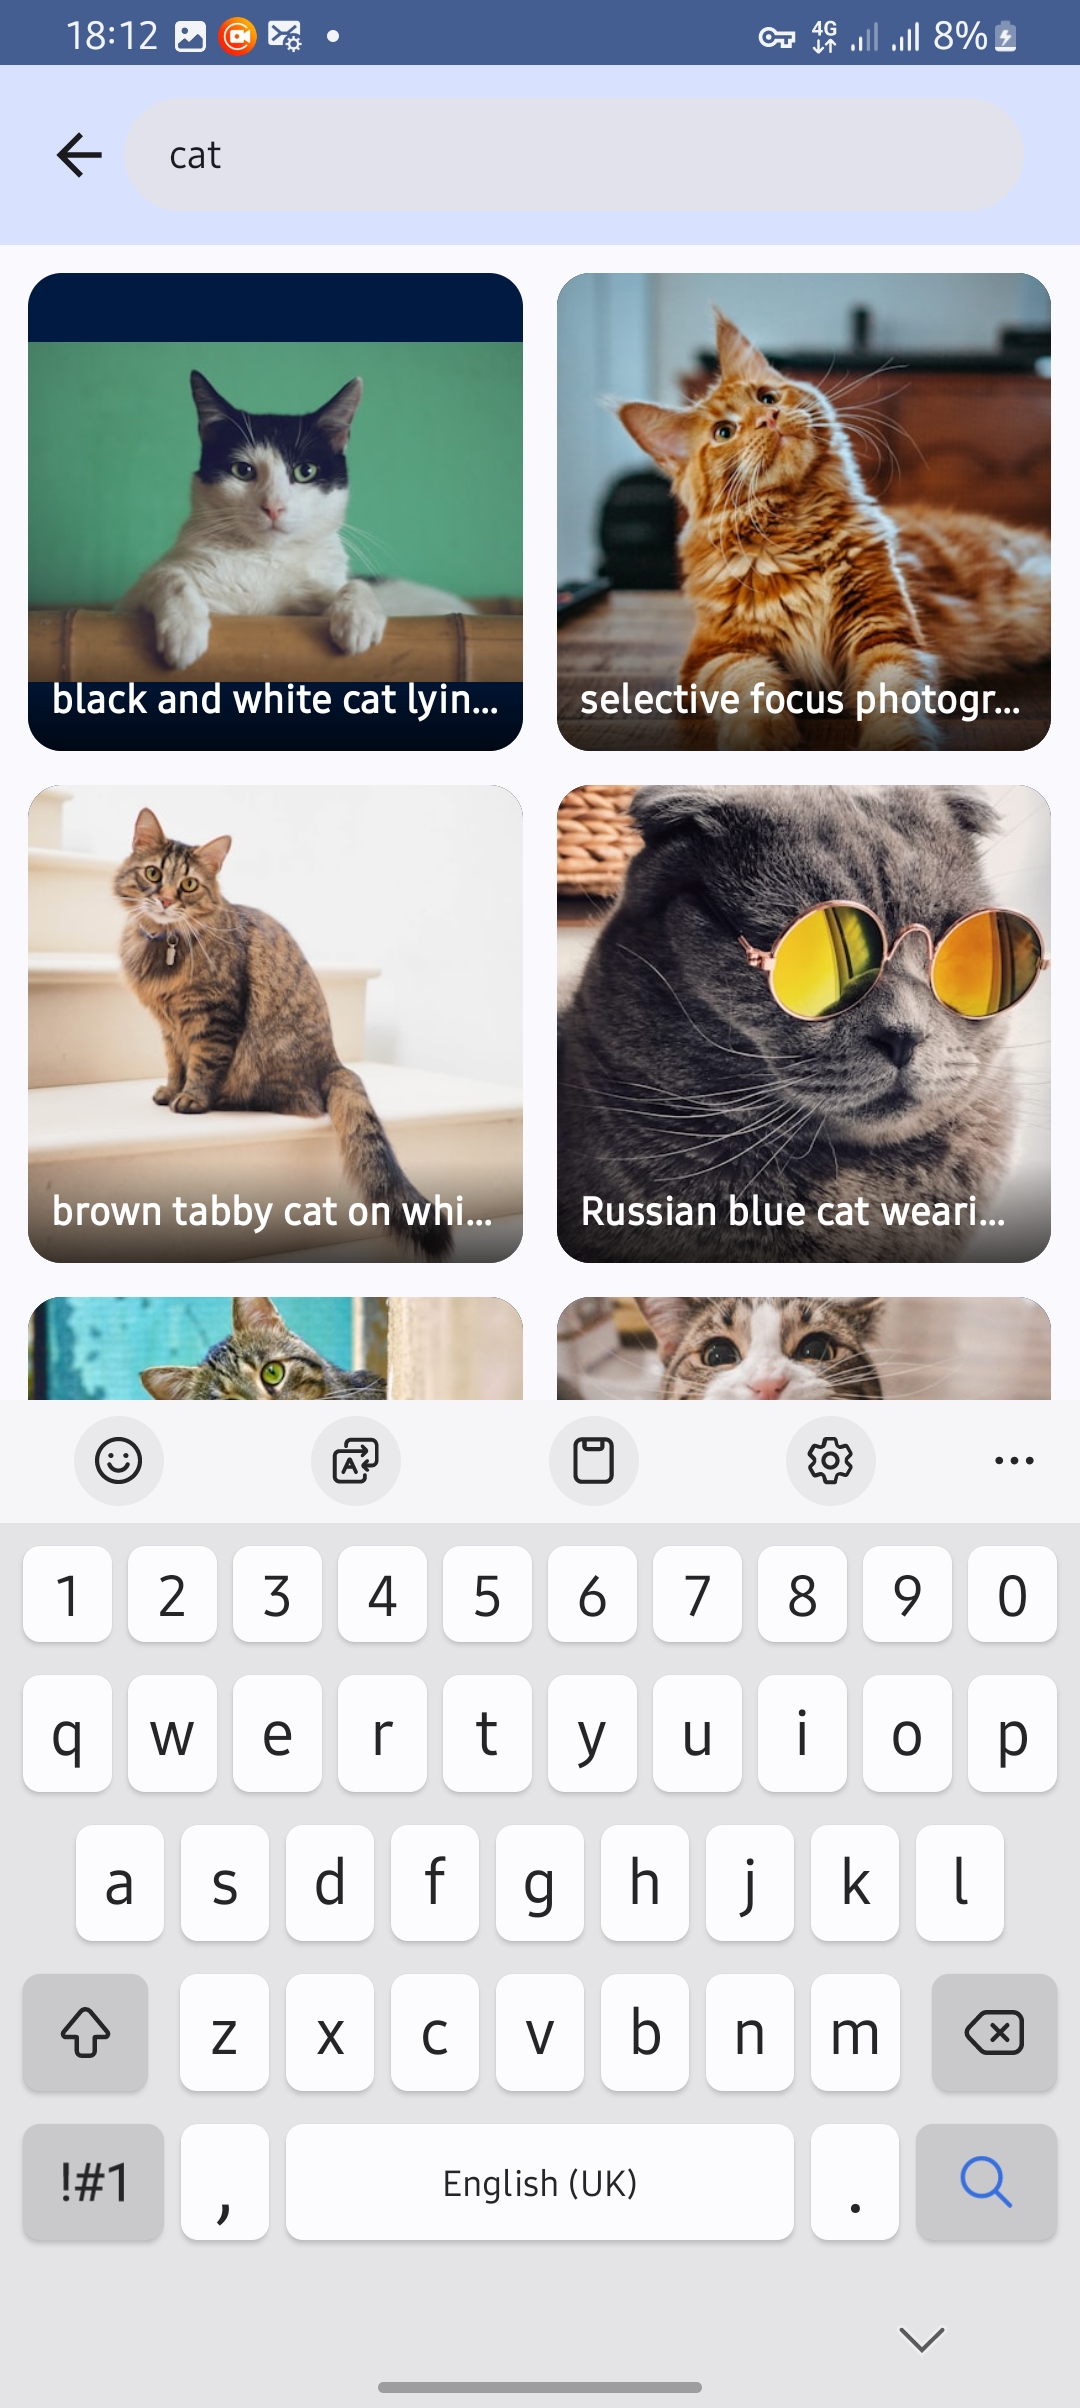 18:12 4G 8%
cat
black and white cat lyin...
selective focus photogr...
brown tabby cat on whi...
Russian blue cat weari...
A
1 2 3 4 5 6 7 8 9 0
q w e r t y u i o p
a s d f g h j k l
z x c v b n m
!#1 , English (UK) .